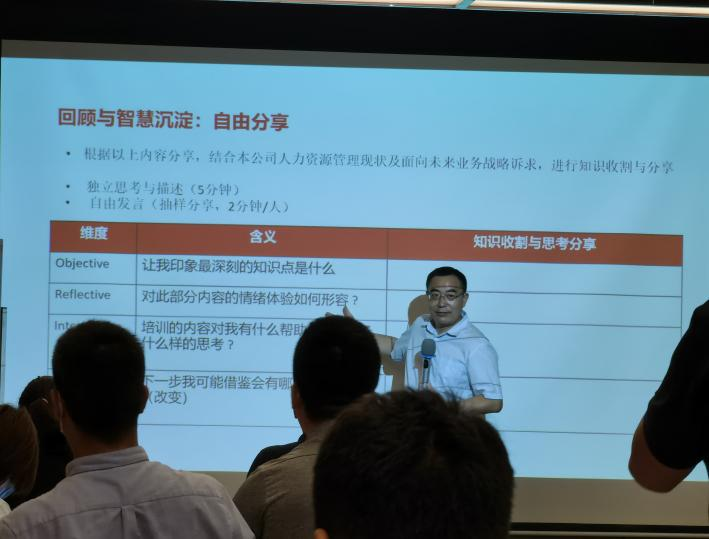 回顾与智慧沉淀：自由分享
• 根据以上内容分享，结合本公司人力资源管理现状及面向未来业务战略诉求，进行知识收割与分享
• 独立思考与描述（5分钟）
• 自由发言（抽样分享，2分钟/人）
维度 含义 知识收割与思考分享
Objective 让我印象最深刻的知识点是什么
Reflective 对此部分内容的情绪体验如何形容？
培训的内容对我有什么帮助
什么样的思考？
下一步我可能借鉴会有哪
（改变）